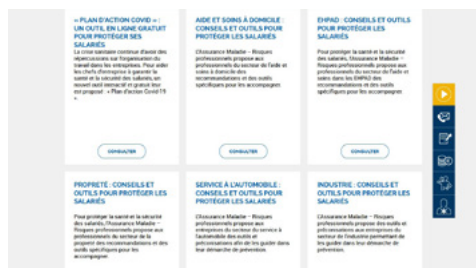 « PLAN D'ACTION COVID » :
UN OUTIL EN LIGNE GRATUIT
POUR PROTÉGER SES
SALARIÉS
La crise sanitaire continue d'avoir des
répercussions sur l'organisation du
travail dans les entreprises. Pour aider
les chefs d'entreprise à garantir la
santé et la sécurité des salariés, un
nouvel outil interactif et gratuit leur
est proposé : « Plan d'action Covid-19
».
CONSULTER
AIDE ET SOINS À DOMICILE :
CONSEILS ET OUTILS POUR
PROTÉGER LES SALARIÉS
L'Assurance Maladie – Risques
professionnels propose aux
professionnels du secteur de l'aide et
soins à domicile des
recommandations et des outils
spécifiques pour les accompagner.
CONSULTER
EHPAD : CONSEILS ET OUTILS
POUR PROTÉGER LES
SALARIÉS
Pour protéger la santé et la sécurité
des salariés, l'Assurance Maladie –
Risques professionnels propose aux
professionnels du secteur de l'aide et
soins dans les EHPAD des
recommandations et des outils
spécifiques pour les accompagner.
CONSULTER
PROPRETÉ : CONSEILS ET
OUTILS POUR PROTÉGER LES
SALARIÉS
Pour protéger la santé et la sécurité
des salariés, l'Assurance Maladie –
Risques professionnels propose aux
professionnels du secteur de la
propreté des recommandations et des
outils spécifiques pour les
accompagner.
SERVICE À L'AUTOMOBILE :
CONSEILS ET OUTILS POUR
PROTÉGER LES SALARIÉS
L'Assurance Maladie – Risques
professionnels propose aux
entreprises du secteur du service à
l'automobile des outils et
préconisations afin de les guider dans
leur démarche de prévention.
INDUSTRIE : CONSEILS ET
OUTILS POUR PROTÉGER LES
SALARIÉS
L'Assurance Maladie – Risques
professionnels propose des outils et
préconisations aux entreprises du
secteur de l'industrie permettant de
les guider dans leur démarche de
prévention.